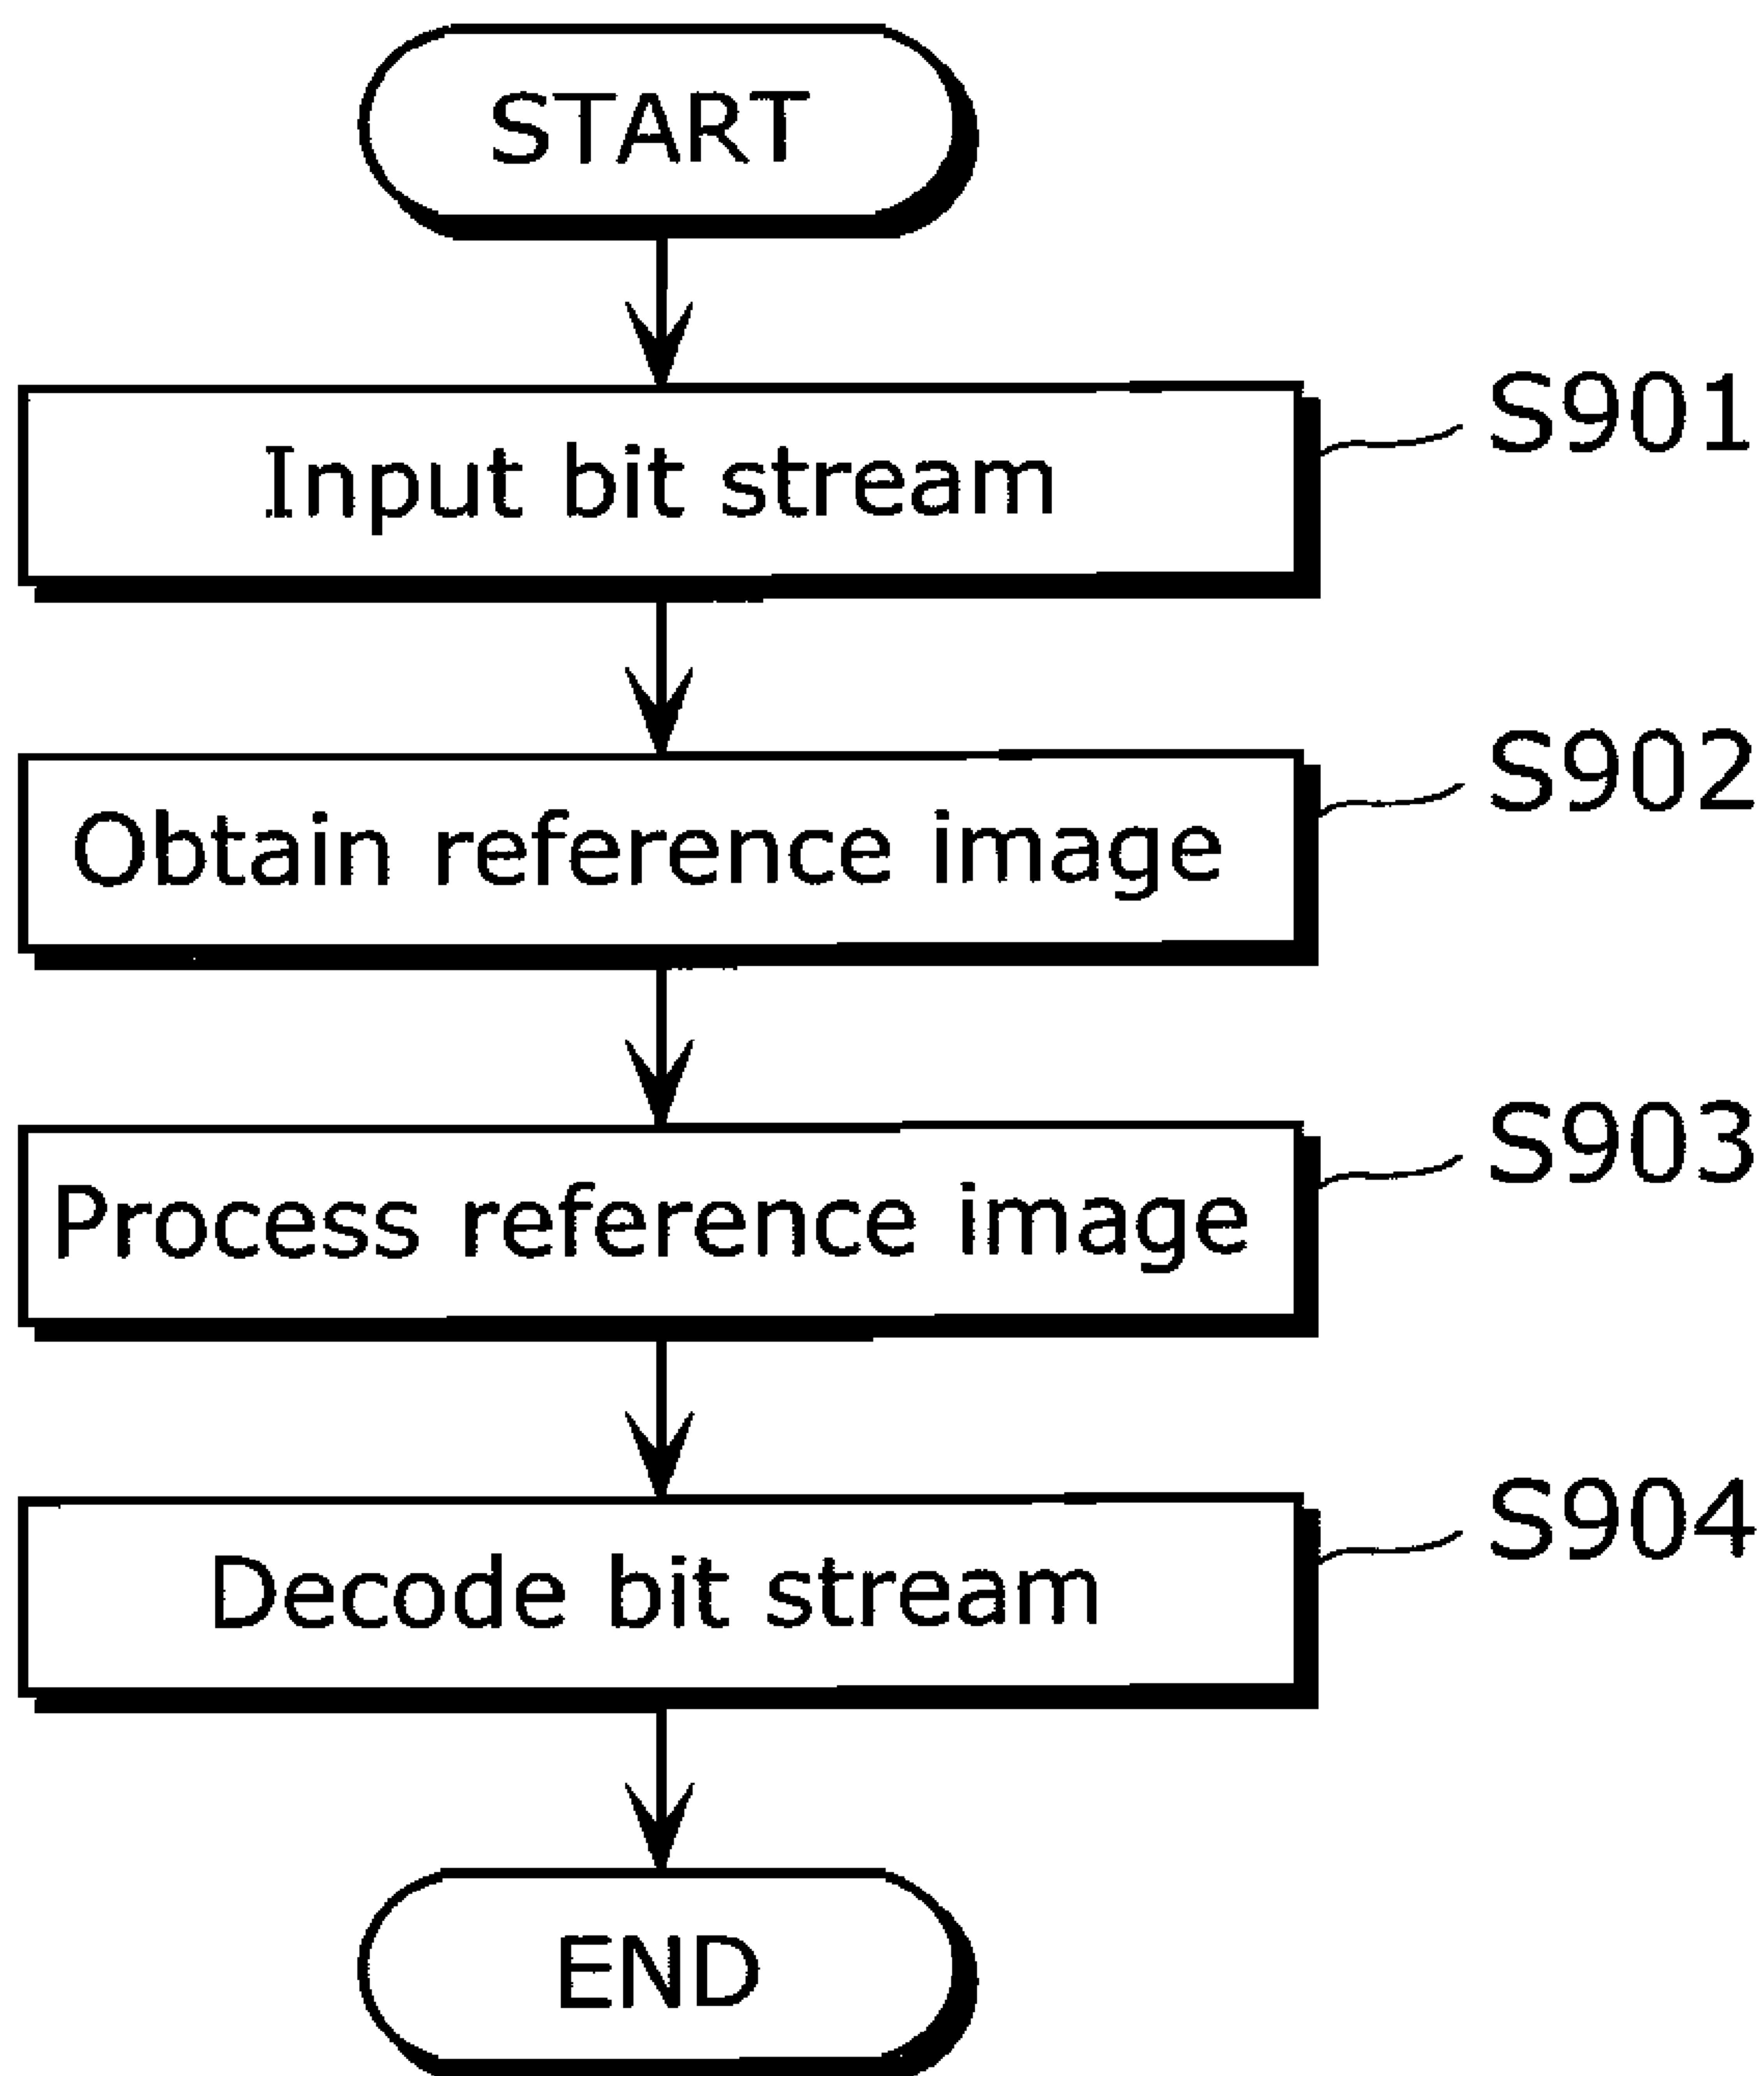 START
Input bit stream
S901
Obtain reference image
S902
Process reference image
S903
Decode bit stream
S904
END